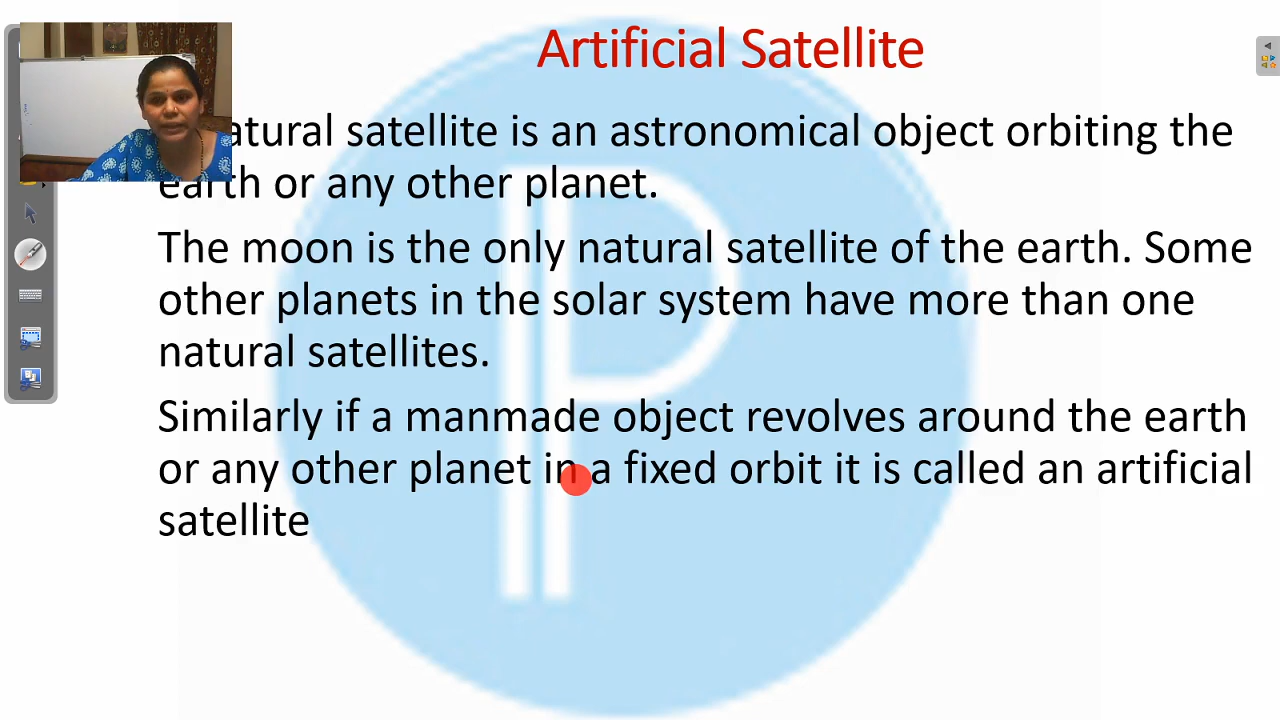 Artificial Satellite
atural satellite is an astronomical object orbiting the
earth or any other planet.
The moon is the only natural satellite of the earth. Some
other planets in the solar system have more than one
natural satellites.
Similarly if a manmade object revolves around the earth
or any other planet in a fixed orbit it is called an artificial
satellite